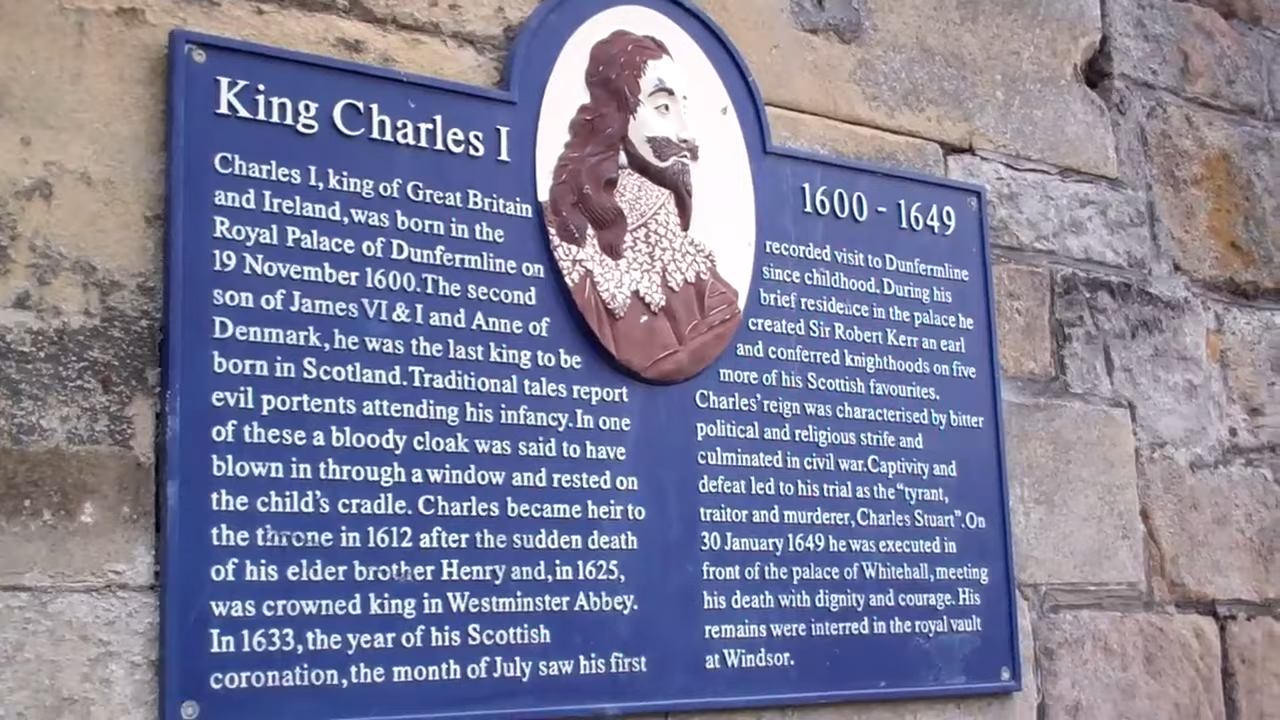 King Charles I
Charles I, king of Great Britain
and Ireland, was born in the
Royal Palace of Dunfermline on
19 November 1600. The second
son of James VI & I and Anne of
Denmark, he was the last king to be
born in Scotland. Traditional tales report
evil portents attending his infancy. In one
of these a bloody cloak was said to have
blown in through a window and rested on
the child's cradle. Charles became heir to
the throne in 1612 after the sudden death
of his elder brother Henry and, in 1625,
was crowned king in Westminster Abbey.
In 1633, the year of his Scottish
coronation, the month of July saw his first
1600 - 1649
recorded visit to Dunfermline
since childhood. During his
brief residence in the palace he
created Sir Robert Kerr an earl
and conferred knighthoods on five
more of his Scottish favourites.
Charles' reign was characterised by bitter
political and religious strife and
culminated in civil war. Captivity and
defeat led to his trial as the "tyrant,
traitor and murderer, Charles Stuart". On
30 January 1649 he was executed in
front of the palace of Whitehall, meeting
his death with dignity and courage. His
remains were interred in the royal vault
at Windsor.